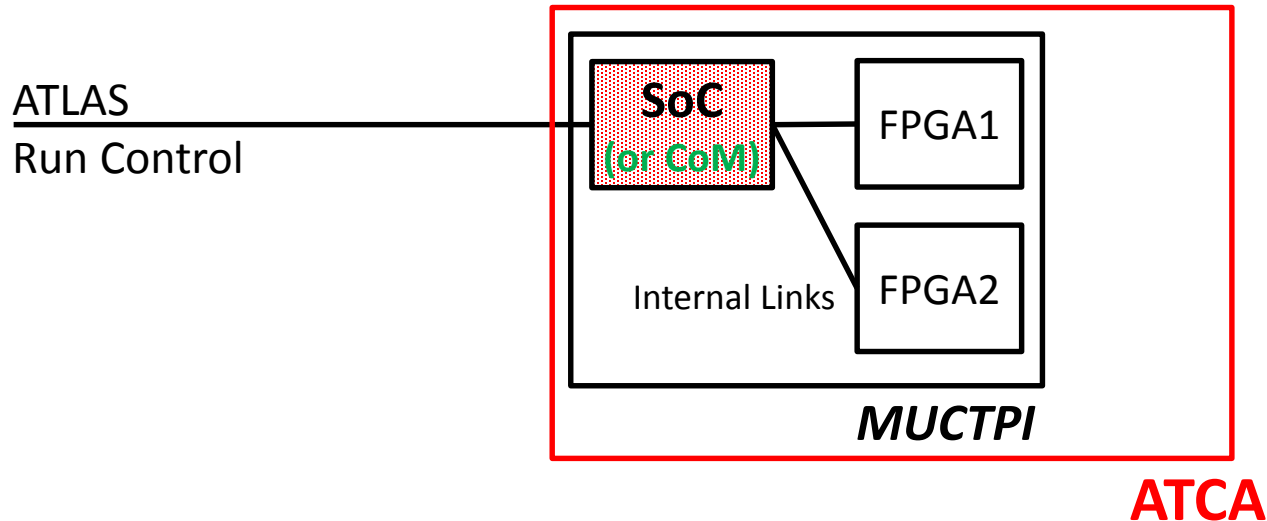 ATLAS
Run Control
SoC
(or CoM)
FPGA1
FPGA2
Internal Links
MUCTPI
ATCA